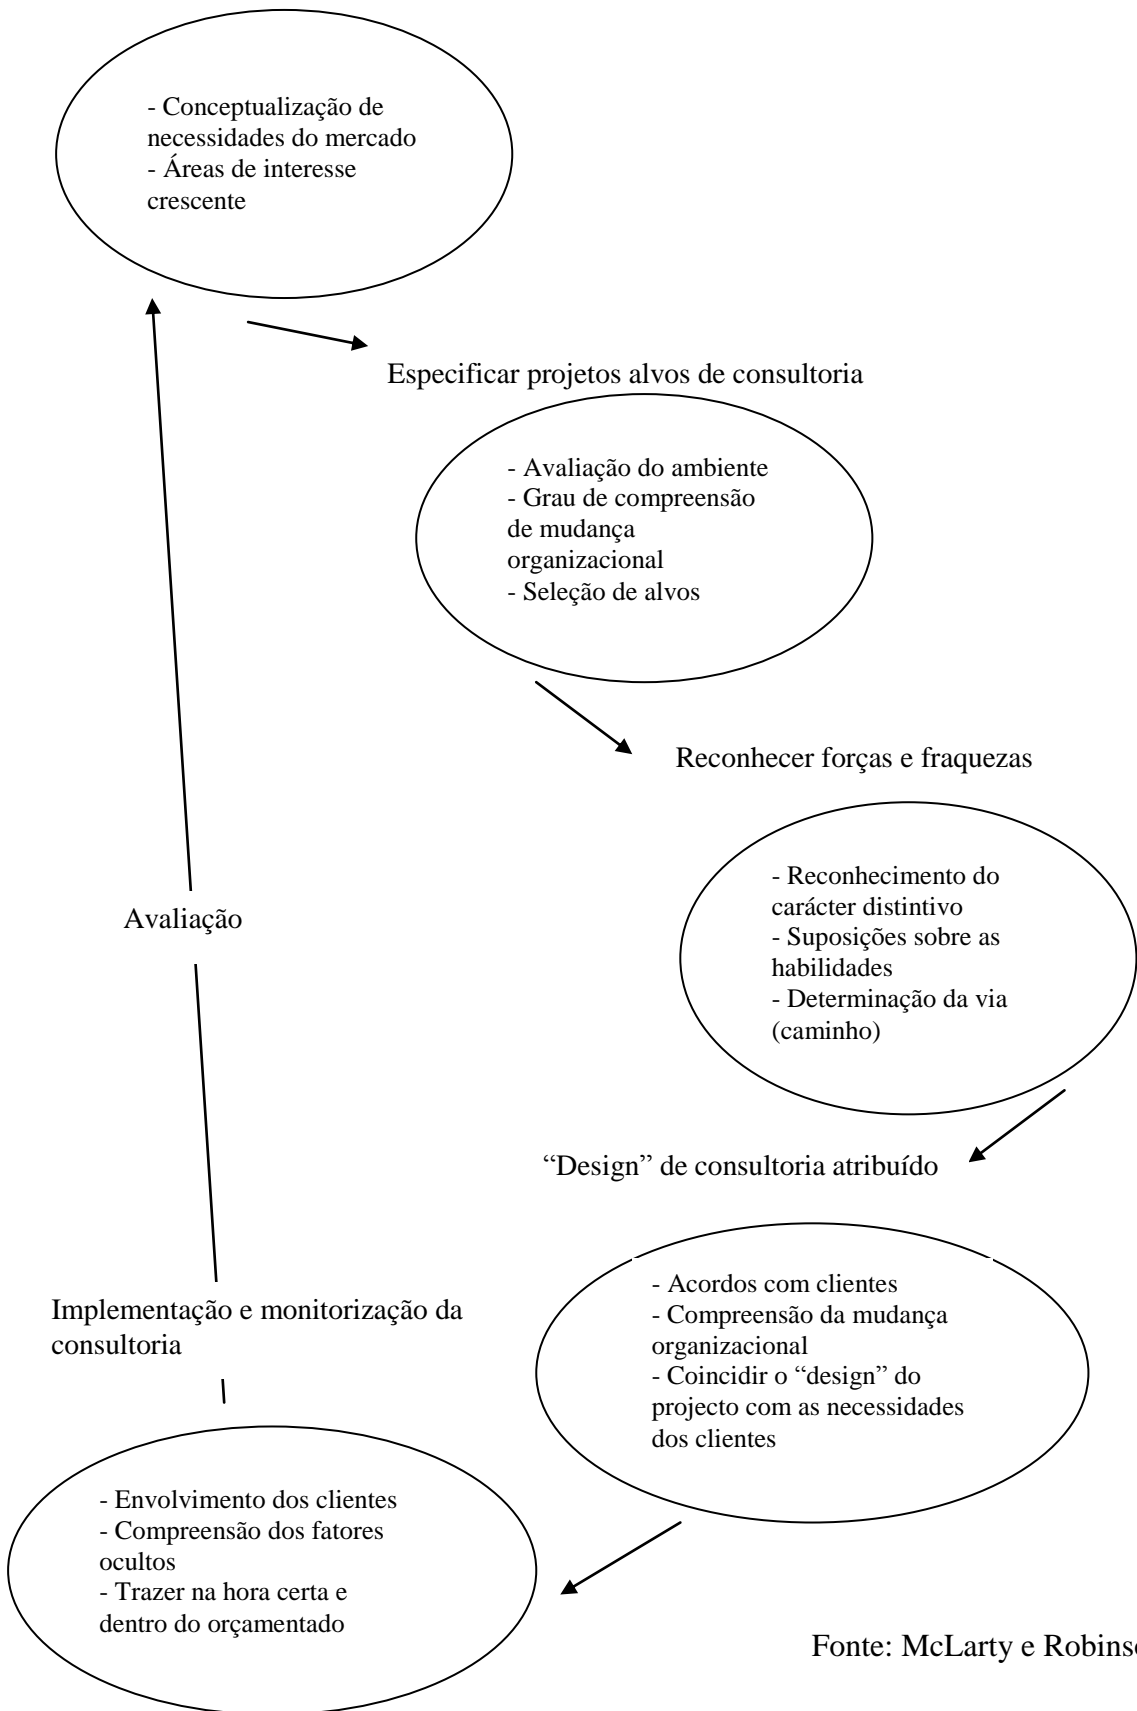 - Conceptualização de
necessidades do mercado
- Áreas de interesse
crescente
Especificar projetos alvos de consultoria
- Avaliação do ambiente
- Grau de compreensão
de mudança
organizacional
- Seleção de alvos
Reconhecer forças e fraquezas
- Reconhecimento do
carácter distintivo
- Suposições sobre as
habilidades
- Determinação da via
(caminho)
Avaliação
“Design” de consultoria atribuído
- Acordos com clientes
- Compreensão da mudança
organizacional
- Coincidir o “design” do
projecto com as necessidades
dos clientes
Implementação e monitorização da
consultoria
- Envolvimento dos clientes
- Compreensão dos fatores
ocultos
- Trazer na hora certa e
dentro do orçamentado
Fonte: McLarty e